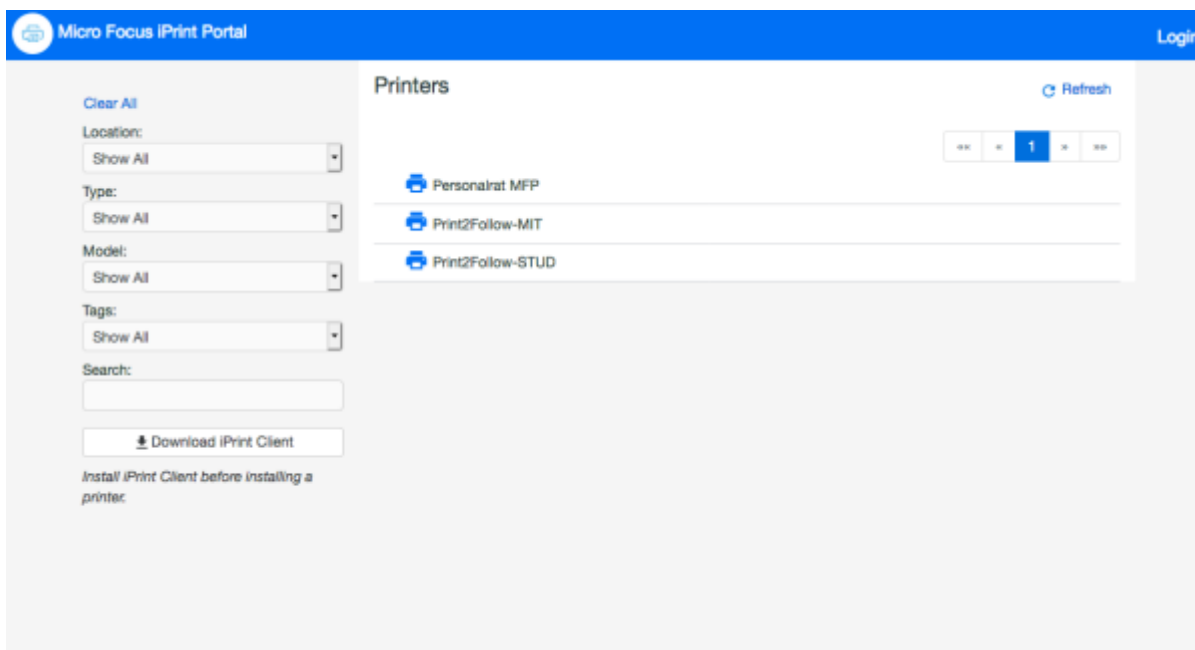 Micro Focus iPrint Portal
Login
Clear All
Location:
Show All
Type:
Show All
Model:
Show All
Tags:
Show All
Search:
Download iPrint Client
Install iPrint Client before installing a
printer.
Printers
Refresh
«« « 1 » »»
Personalrat MFP
Print2Follow-MIT
Print2Follow-STUD